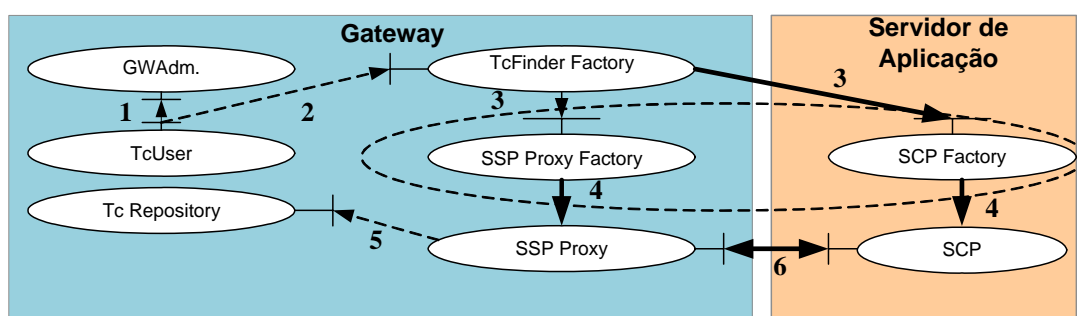 Gateway
Servidor de
Aplicação
GWAdm.
TcFinder Factory
1
2
3
3
TcUser
SSP Proxy Factory
SCP Factory
4
4
Tc Repository
5
SSP Proxy
6
SCP